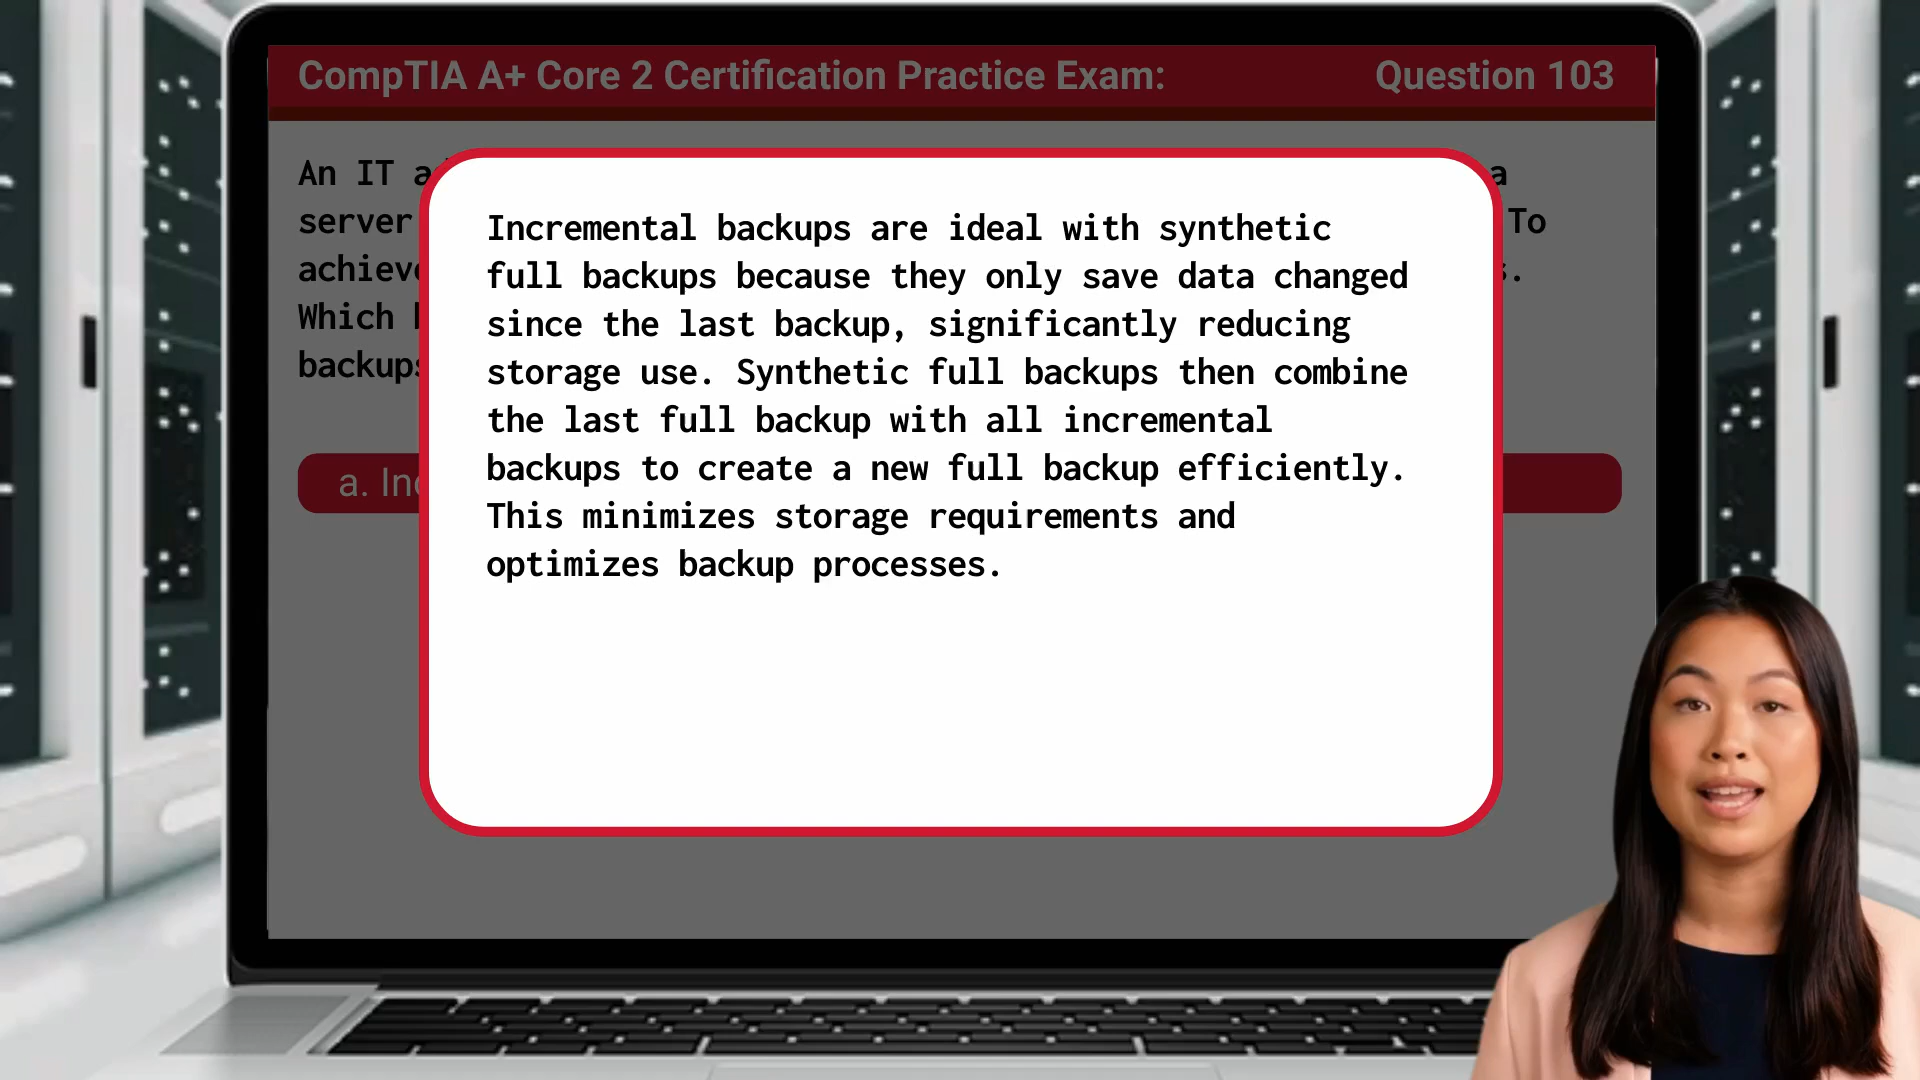 CompTIA A+ Core 2 Certification Practice Exam: Question 103
An IT a
server To
achiev
Which
backups
a. Inc
Incremental backups are ideal with synthetic
full backups because they only save data changed
since the last backup, significantly reducing
storage use. Synthetic full backups then combine
the last full backup with all incremental
backups to create a new full backup efficiently.
This minimizes storage requirements and
optimizes backup processes.